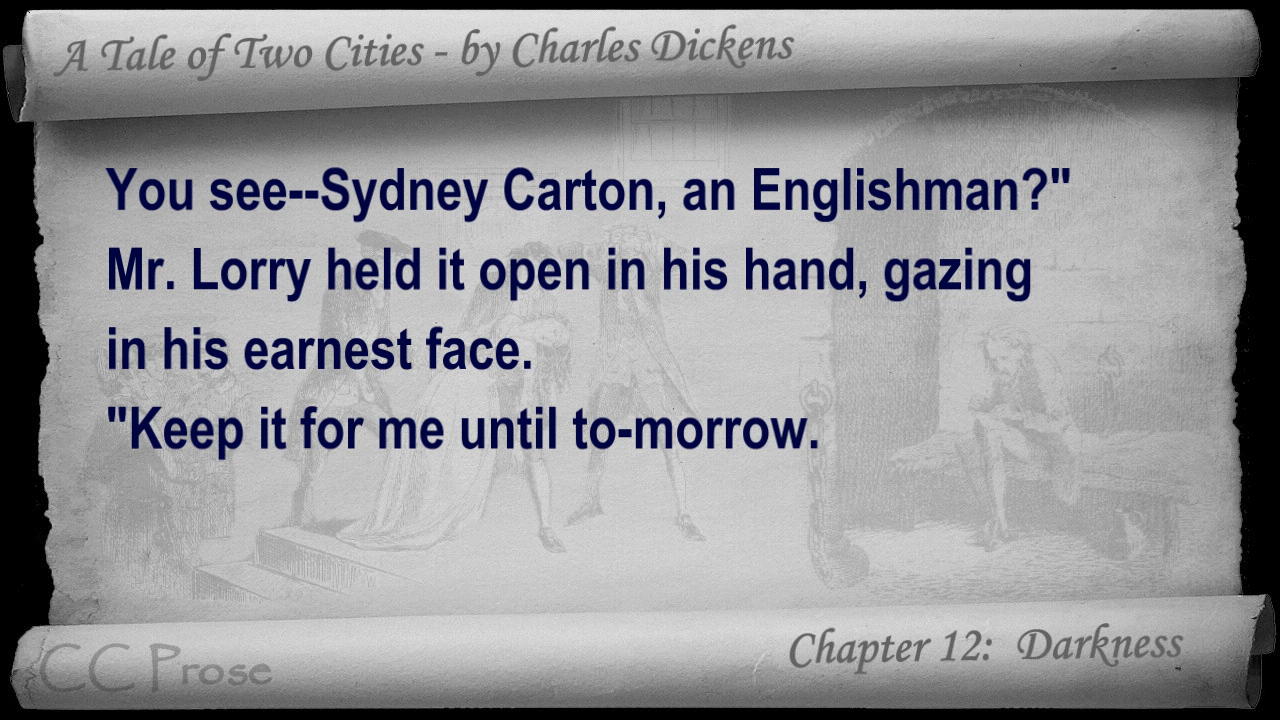 A Tale of Two Cities - by Charles Dickens
You see--Sydney Carton, an Englishman?"
Mr. Lorry held it open in his hand, gazing
in his earnest face.
"Keep it for me until to-morrow.
Chapter 12: Darkness
CC Prose